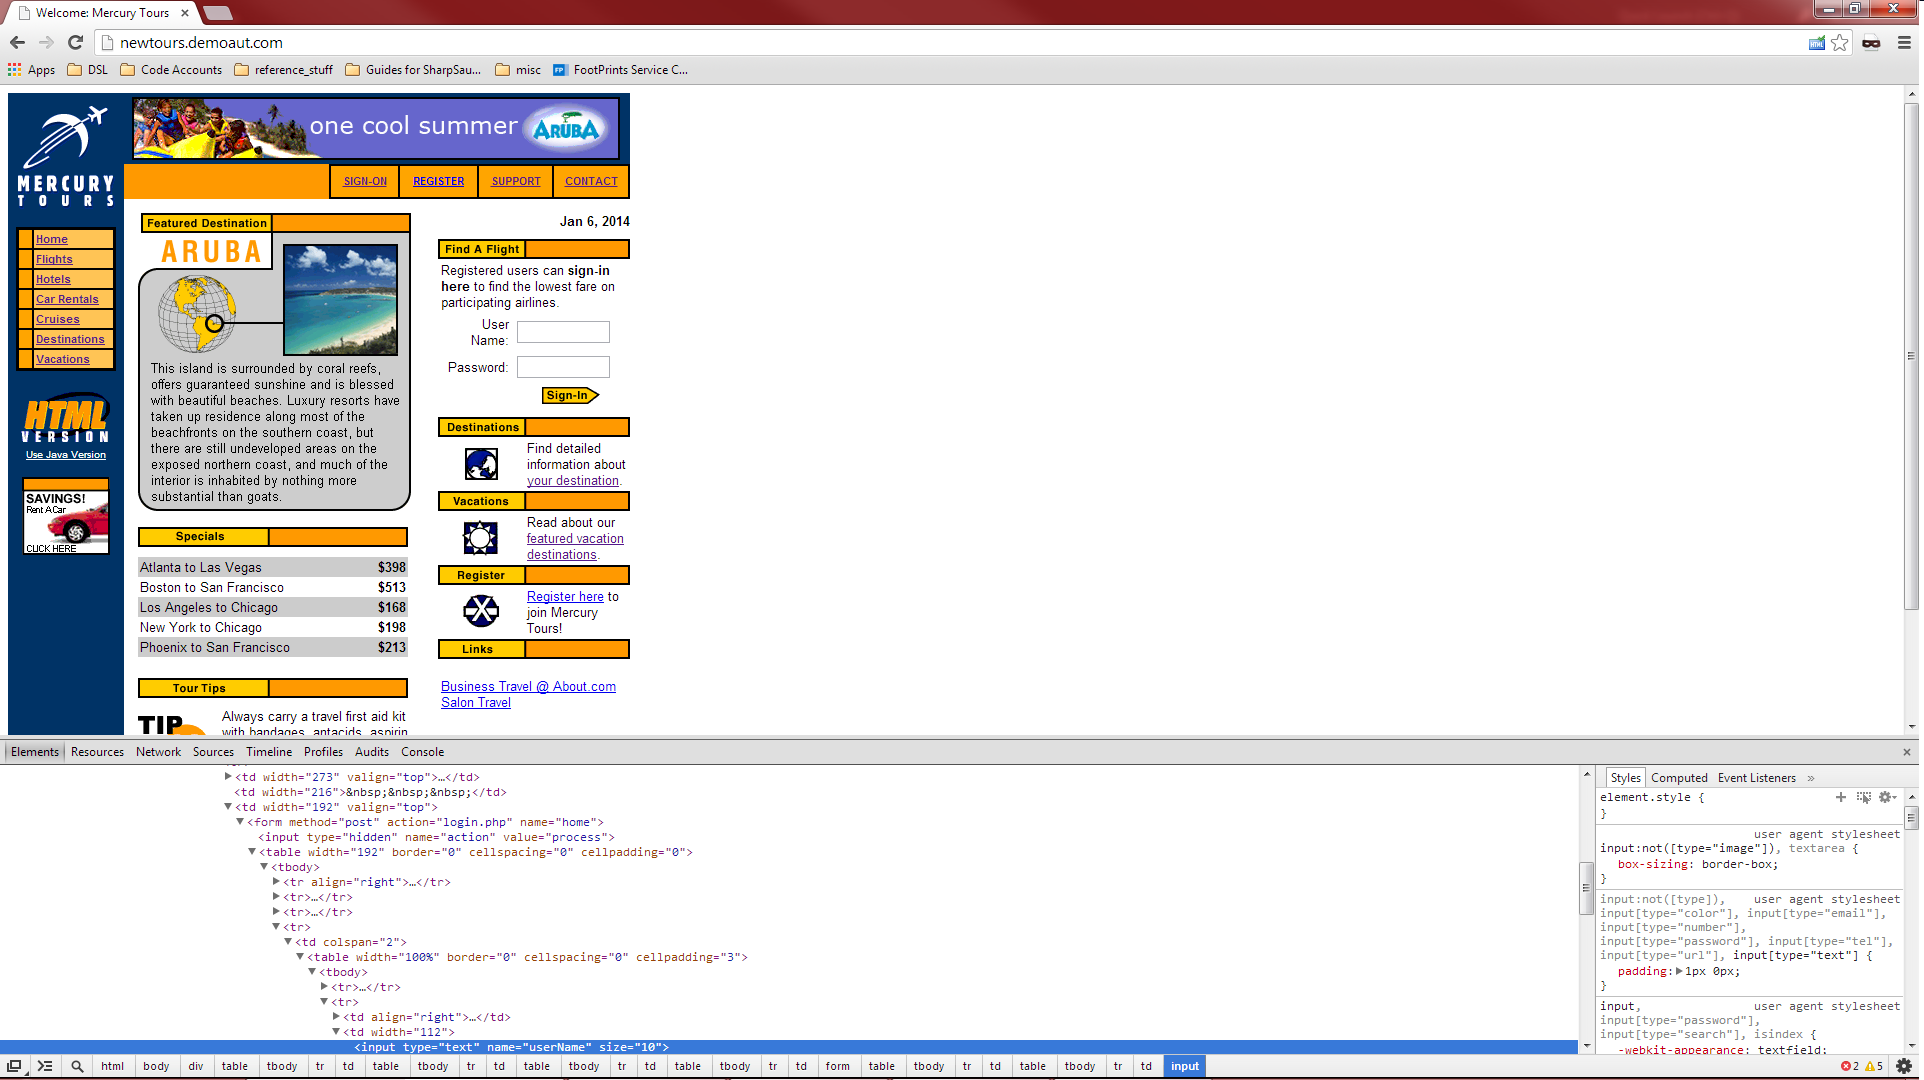 Welcome: Mercury Tours
newtours.demoaut.com
Apps DSL Code Accounts reference_stuff Guides for SharpSau... misc FootPrints Service C...
one cool summer ARUBA
MERCURY
TOURS
SIGN-ON REGISTER SUPPORT CONTACT
Home
Flights
Hotels
Car Rentals
Cruises
Destinations
Vacations
HTML
VERSION
Use Java Version
SAVINGS!
Rent A Car
CLICK HERE
Featured Destination
ARUBA
This island is surrounded by coral reefs,
offers guaranteed sunshine and is blessed
with beautiful beaches. Luxury resorts have
taken up residence along most of the
beachfronts on the southern coast, but
there are still undeveloped areas on the
exposed northern coast, and much of the
interior is inhabited by nothing more
substantial than goats.
Specials
Atlanta to Las Vegas $398
Boston to San Francisco $513
Los Angeles to Chicago $168
New York to Chicago $198
Phoenix to San Francisco $213
Tour Tips
TIP
Always carry a travel first aid kit
with bandages, antacids, aspirin
Jan 6, 2014
Find A Flight
Registered users can sign-in
here to find the lowest fare on
participating airlines.
User
Name:
Password:
Sign-In
Destinations
Find detailed
information about
your destination.
Vacations
Read about our
featured vacation
destinations.
Register
Register here to
join Mercury
Tours!
Links
Business Travel @ About.com
Salon Travel
Elements Resources Network Sources Timeline Profiles Audits Console
<td width="273" valign="top">…</td>
<td width="216">&nbsp;&nbsp;&nbsp;</td>
<td width="192" valign="top">
<form method="post" action="login.php" name="home">
<input type="hidden" name="action" value="process">
<table width="192" border="0" cellspacing="0" cellpadding="0">
<tbody>
<tr align="right">…</tr>
<tr>…</tr>
<tr>…</tr>
<tr>
<td colspan="2">
<table width="100%" border="0" cellspacing="0" cellpadding="3">
<tbody>
<tr>…</tr>
<tr>
<td align="right">…</td>
<td width="112">
<input type="text" name="userName" size="10">
Styles Computed Event Listeners »
element.style {
}
user agent stylesheet
input:not([type="image"]), textarea {
box-sizing: border-box;
}
input:not([type]), user agent stylesheet
input[type="color"], input[type="email"],
input[type="number"],
input[type="password"], input[type="tel"],
input[type="url"], input[type="text"] {
padding: 1px 0px;
}
input, user agent stylesheet
input[type="password"],
input[type="search"], isindex {
-webkit-appearance: textfield;
html body div table tbody tr td table tbody tr td table tbody tr td table tbody tr td form table tbody tr td table tbody tr td input
2 5